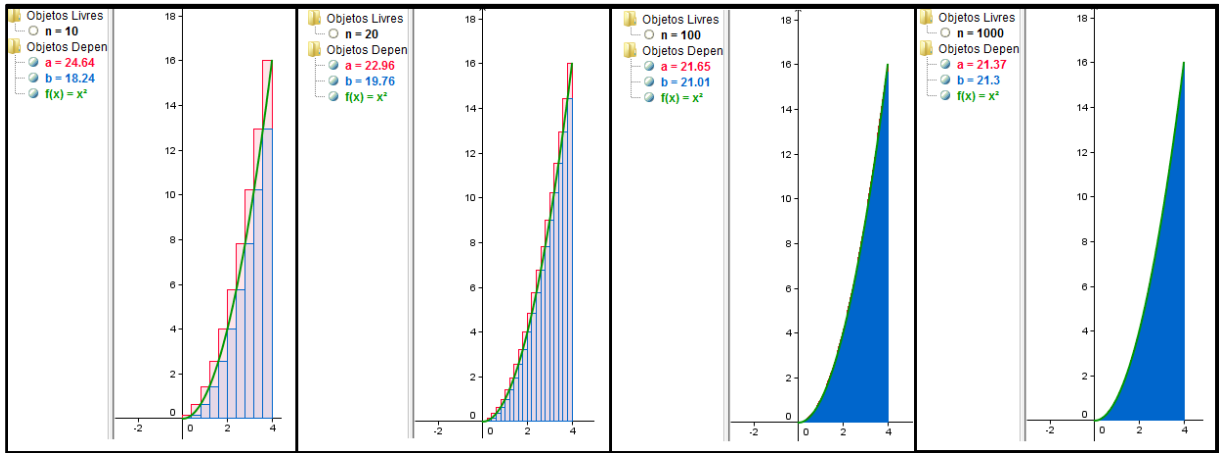 Objetos Livres
n = 10
Objetos Depen
a = 24.64
b = 18.24
f(x) = x²
18
16
14
12
10
8
6
4
2
0
-2
0
2
4
Objetos Livres
n = 20
Objetos Depen
a = 22.96
b = 19.76
f(x) = x²
18
16
14
12
10
8
6
4
2
0
-2
0
2
4
Objetos Livres
n = 100
Objetos Depen
a = 21.65
b = 21.01
f(x) = x²
18
16
14
12
10
8
6
4
2
0
-2
0
2
4
Objetos Livres
n = 1000
Objetos Depen
a = 21.37
b = 21.3
f(x) = x²
18
16
14
12
10
8
6
4
2
0
-2
0
2
4